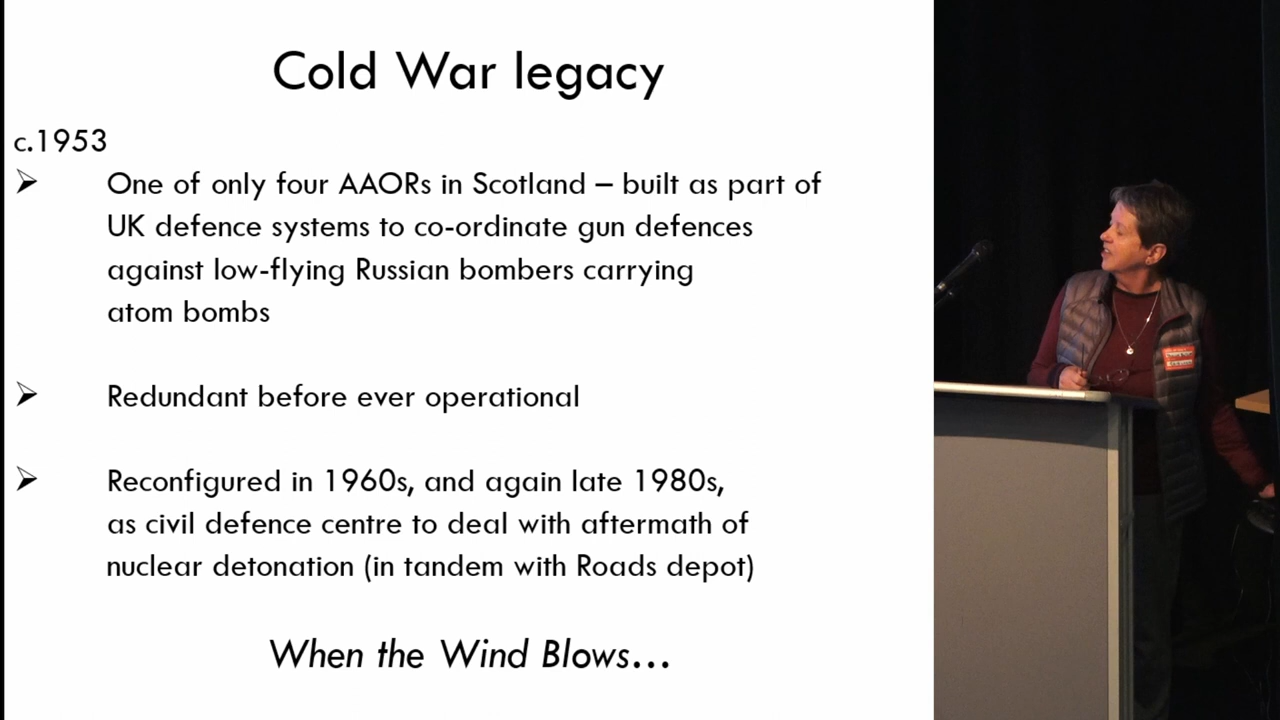 Cold War legacy
c.1953
➢ One of only four AAORs in Scotland – built as part of
UK defence systems to co-ordinate gun defences
against low-flying Russian bombers carrying
atom bombs
➢ Redundant before ever operational
➢ Reconfigured in 1960s, and again late 1980s,
as civil defence centre to deal with aftermath of
nuclear detonation (in tandem with Roads depot)
When the Wind Blows...